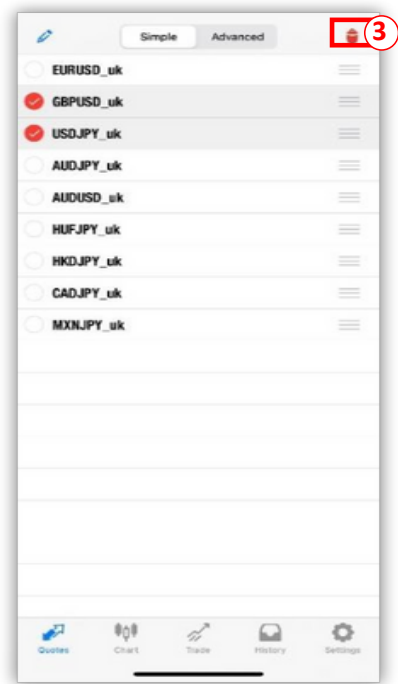 Simple Advanced 3
EURUSD_uk
GBPUSD_uk
USDJPY_uk
AUDJPY_uk
AUDUSD_uk
HUFJPY_uk
HKDJPY_uk
CADJPY_uk
MXNJPY_uk
Quotes Chart Trade History Settings